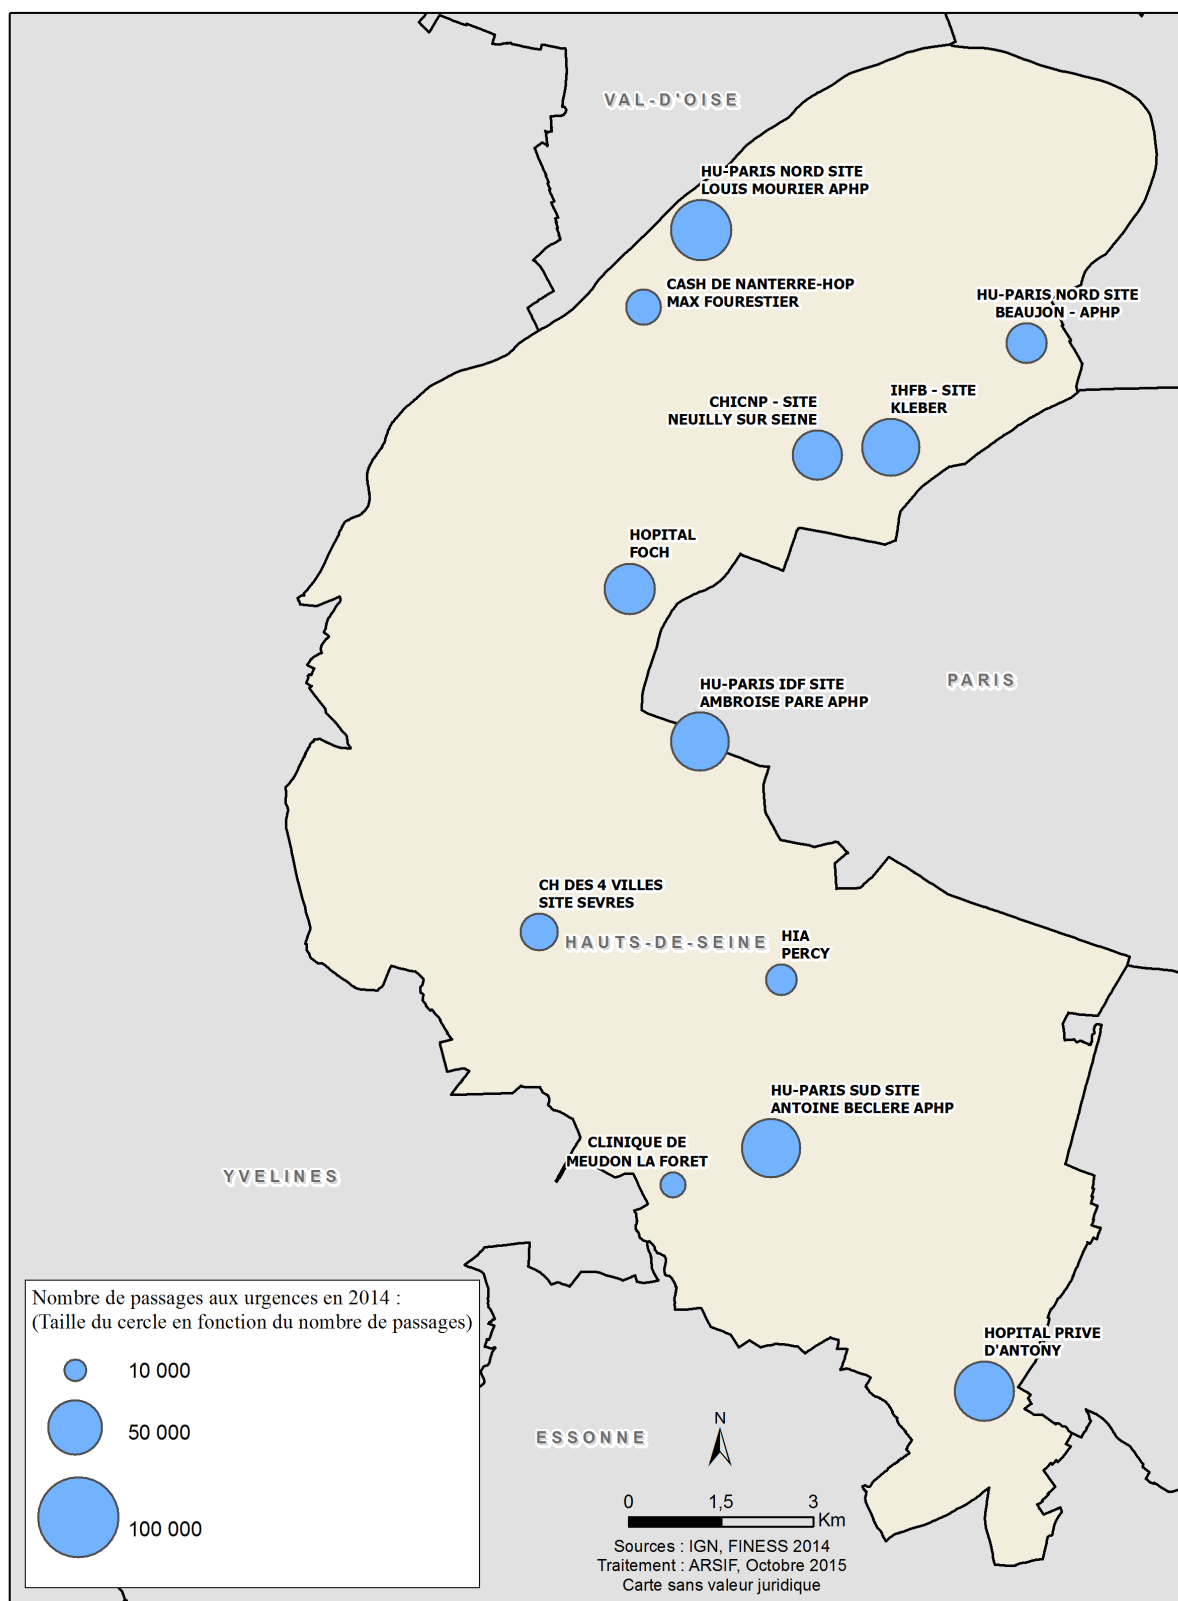 VAL-D'OISE
HU-PARIS NORD SITE
LOUIS MOURIER APHP
CASH DE NANTERRE-HOP
MAX FOURESTIER
HU-PARIS NORD SITE
BEAUJON - APHP
IHFB - SITE
KLEBER
CHICNP - SITE
NEUILLY SUR SEINE
HOPITAL
FOCH
PARIS
HU-PARIS IDF SITE
AMBROISE PARE APHP
CH DES 4 VILLES
SITE SEVRES
HAUTS-DE-SEINE
HIA
PERCY
HU-PARIS SUD SITE
ANTOINE BECLERE APHP
CLINIQUE DE
MEUDON LA FORET
YVELINES
HOPITAL PRIVE
D'ANTONY
ESSONNE
Nombre de passages aux urgences en 2014 :
(Taille du cercle en fonction du nombre de passages)
10 000
50 000
100 000
N
0 1,5 3
Km
Sources : IGN, FINESS 2014
Traitement : ARSIF, Octobre 2015
Carte sans valeur juridique